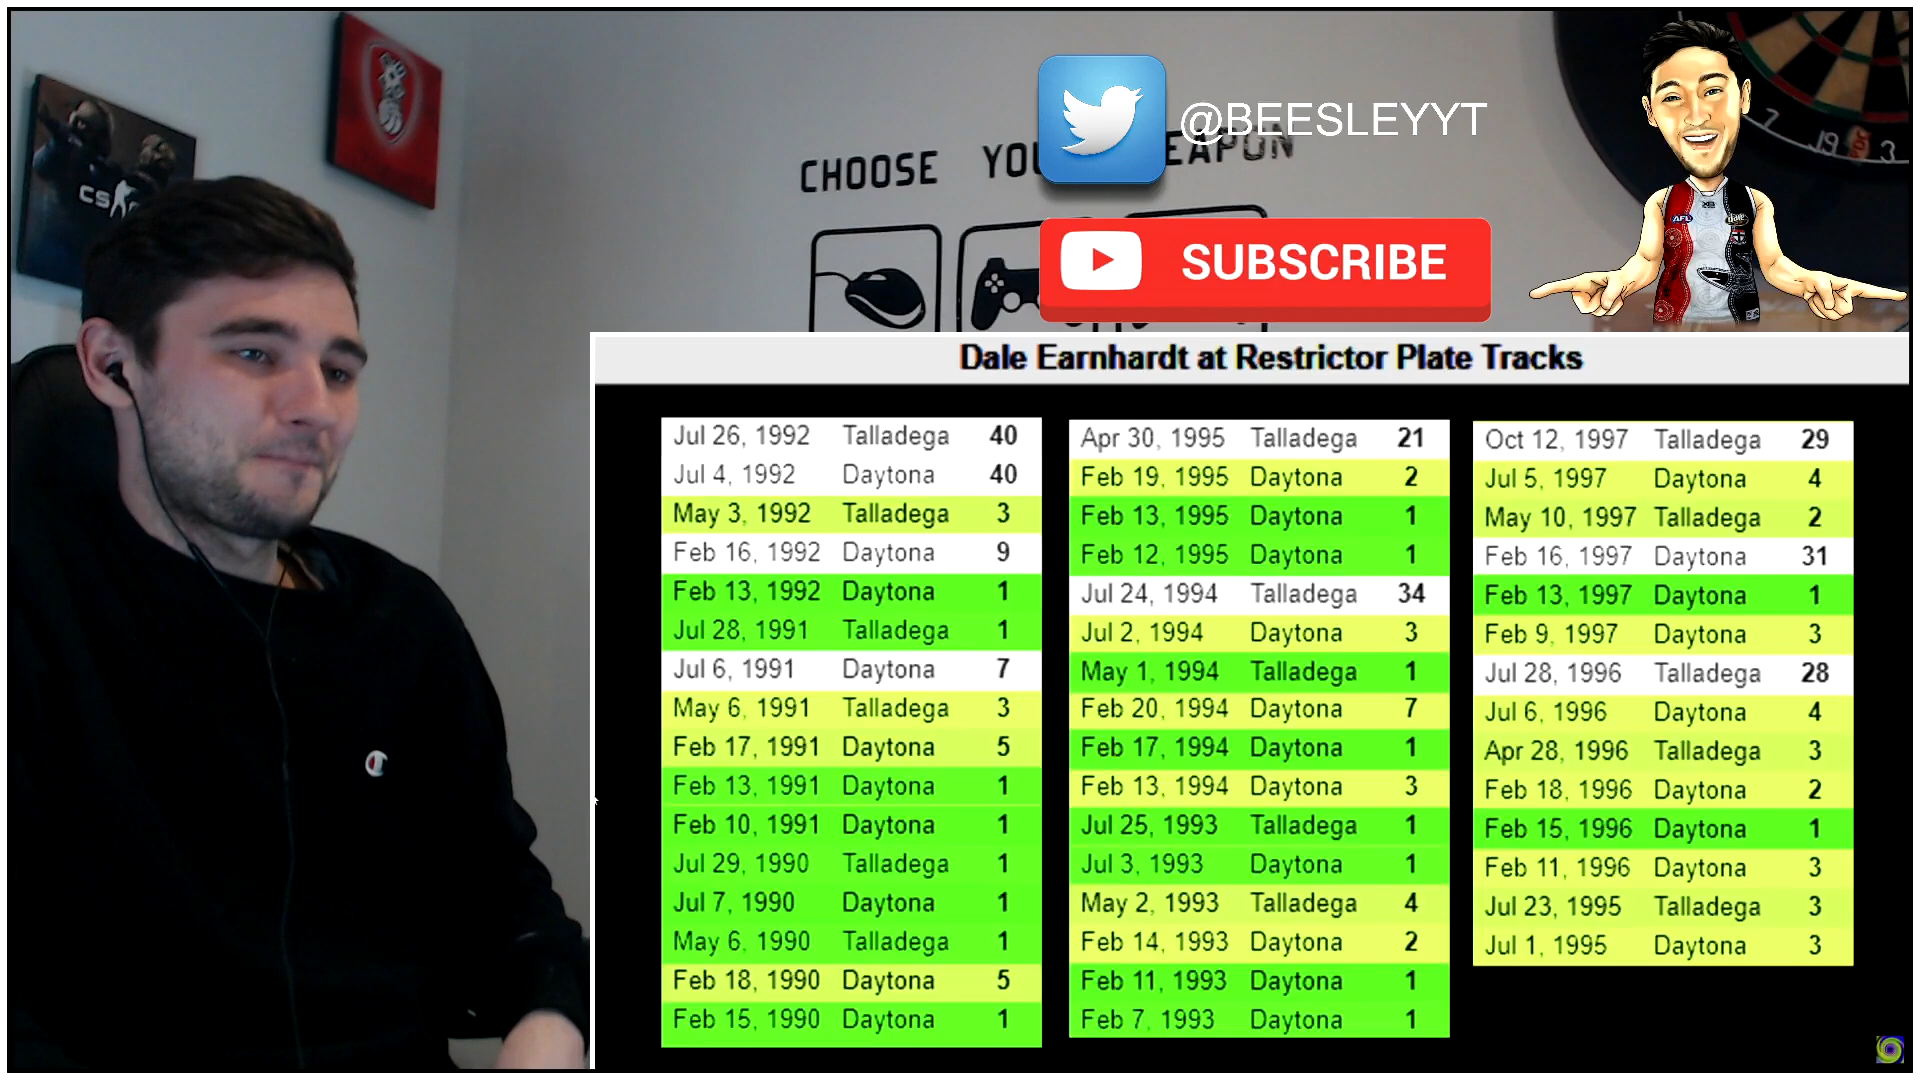 CS
@BEESLEYYT
CHOOSE YOU EAPON
SUBSCRIBE
AFL
7 19 3
Dale Earnhardt at Restrictor Plate Tracks
Jul 26, 1992 Talladega 40
Jul 4, 1992 Daytona 40
May 3, 1992 Talladega 3
Feb 16, 1992 Daytona 9
Feb 13, 1992 Daytona 1
Jul 28, 1991 Talladega 1
Jul 6, 1991 Daytona 7
May 6, 1991 Talladega 3
Feb 17, 1991 Daytona 5
Feb 13, 1991 Daytona 1
Feb 10, 1991 Daytona 1
Jul 29, 1990 Talladega 1
Jul 7, 1990 Daytona 1
May 6, 1990 Talladega 1
Feb 18, 1990 Daytona 5
Feb 15, 1990 Daytona 1
Apr 30, 1995 Talladega 21
Feb 19, 1995 Daytona 2
Feb 13, 1995 Daytona 1
Feb 12, 1995 Daytona 1
Jul 24, 1994 Talladega 34
Jul 2, 1994 Daytona 3
May 1, 1994 Talladega 1
Feb 20, 1994 Daytona 7
Feb 17, 1994 Daytona 1
Feb 13, 1994 Daytona 3
Jul 25, 1993 Talladega 1
Jul 3, 1993 Daytona 1
May 2, 1993 Talladega 4
Feb 14, 1993 Daytona 2
Feb 11, 1993 Daytona 1
Feb 7, 1993 Daytona 1
Oct 12, 1997 Talladega 29
Jul 5, 1997 Daytona 4
May 10, 1997 Talladega 2
Feb 16, 1997 Daytona 31
Feb 13, 1997 Daytona 1
Feb 9, 1997 Daytona 3
Jul 28, 1996 Talladega 28
Jul 6, 1996 Daytona 4
Apr 28, 1996 Talladega 3
Feb 18, 1996 Daytona 2
Feb 15, 1996 Daytona 1
Feb 11, 1996 Daytona 3
Jul 23, 1995 Talladega 3
Jul 1, 1995 Daytona 3